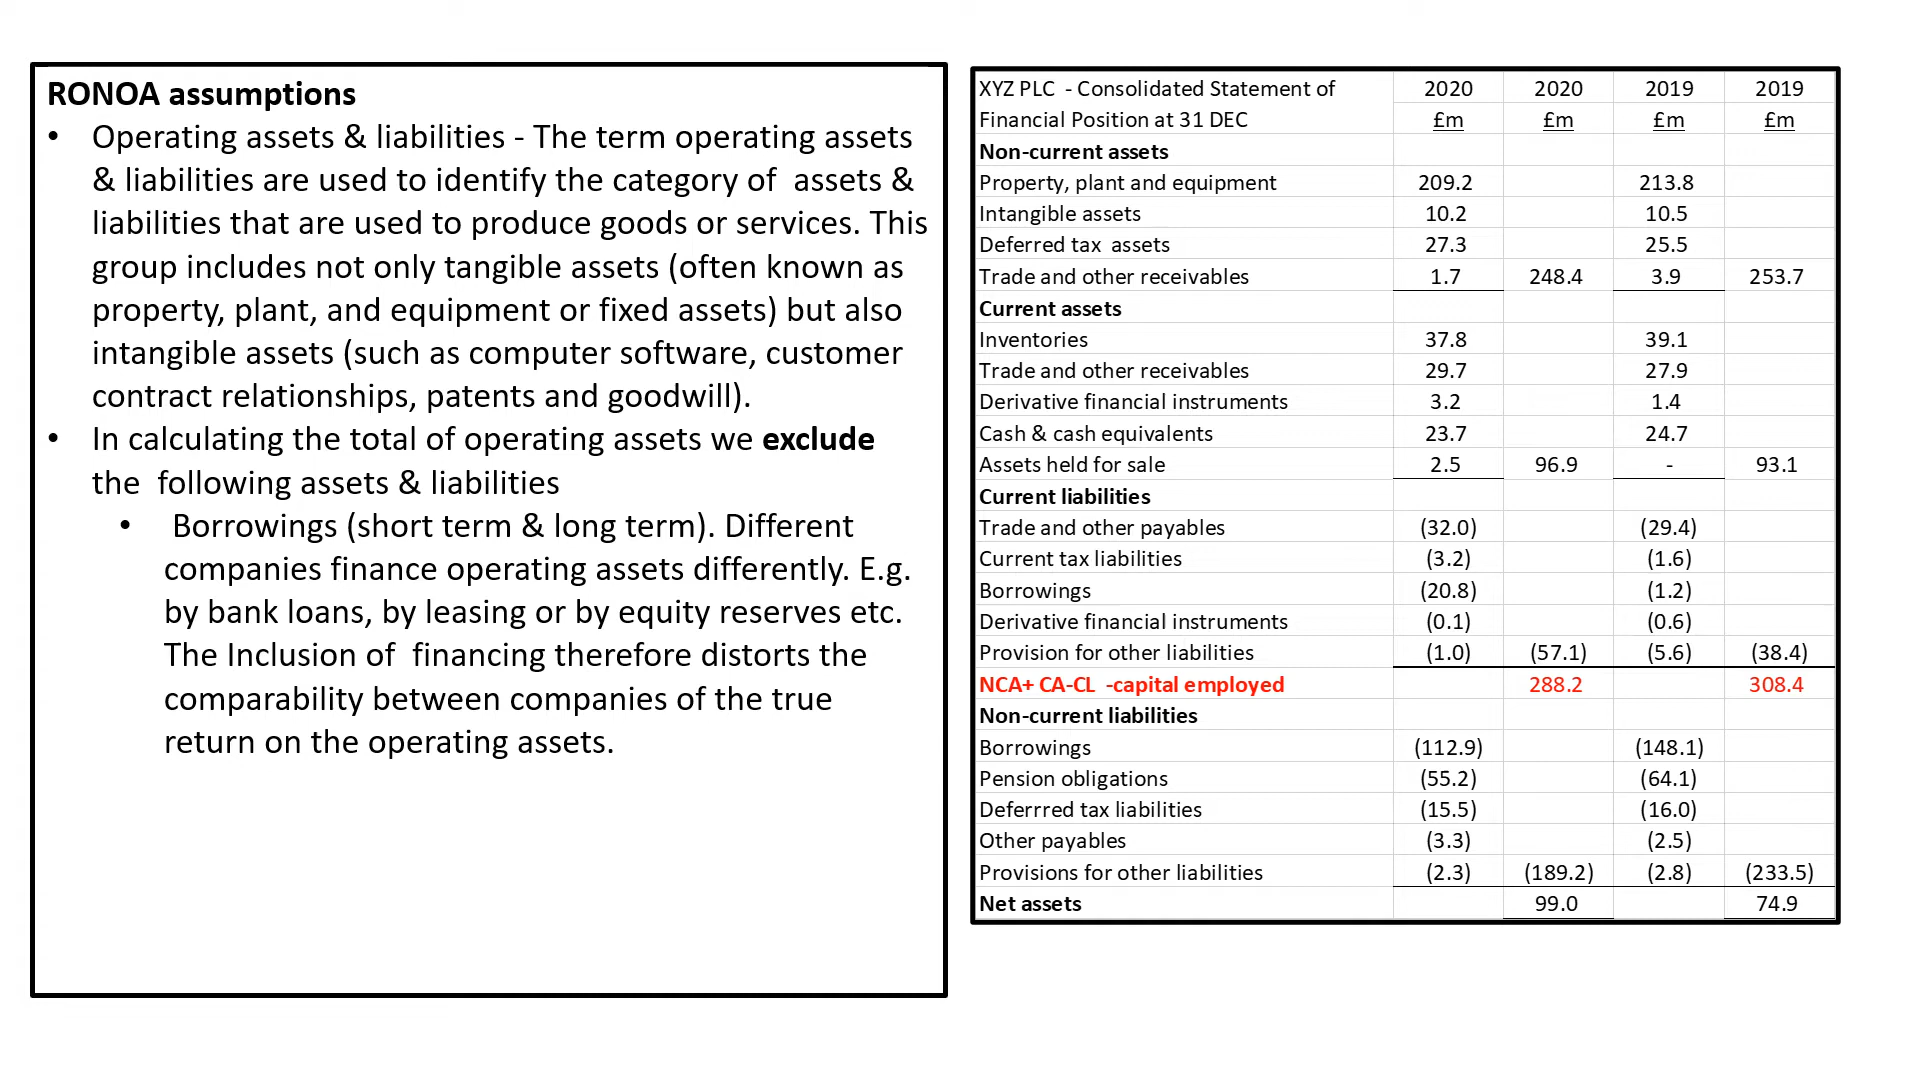 RONOA assumptions
• Operating assets & liabilities - The term operating assets
& liabilities are used to identify the category of assets &
liabilities that are used to produce goods or services. This
group includes not only tangible assets (often known as
property, plant, and equipment or fixed assets) but also
intangible assets (such as computer software, customer
contract relationships, patents and goodwill).
• In calculating the total of operating assets we exclude
the following assets & liabilities
• Borrowings (short term & long term). Different
companies finance operating assets differently. E.g.
by bank loans, by leasing or by equity reserves etc.
The Inclusion of financing therefore distorts the
comparability between companies of the true
return on the operating assets.
XYZ PLC - Consolidated Statement of 2020 2020 2019 2019
Financial Position at 31 DEC £m £m £m £m
Non-current assets
Property, plant and equipment 209.2 213.8
Intangible assets 10.2 10.5
Deferred tax assets 27.3 25.5
Trade and other receivables 1.7 248.4 3.9 253.7
Current assets
Inventories 37.8 39.1
Trade and other receivables 29.7 27.9
Derivative financial instruments 3.2 1.4
Cash & cash equivalents 23.7 24.7
Assets held for sale 2.5 96.9 - 93.1
Current liabilities
Trade and other payables (32.0) (29.4)
Current tax liabilities (3.2) (1.6)
Borrowings (20.8) (1.2)
Derivative financial instruments (0.1) (0.6)
Provision for other liabilities (1.0) (57.1) (5.6) (38.4)
NCA+ CA-CL -capital employed 288.2 308.4
Non-current liabilities
Borrowings (112.9) (148.1)
Pension obligations (55.2) (64.1)
Deferrred tax liabilities (15.5) (16.0)
Other payables (3.3) (2.5)
Provisions for other liabilities (2.3) (189.2) (2.8) (233.5)
Net assets 99.0 74.9